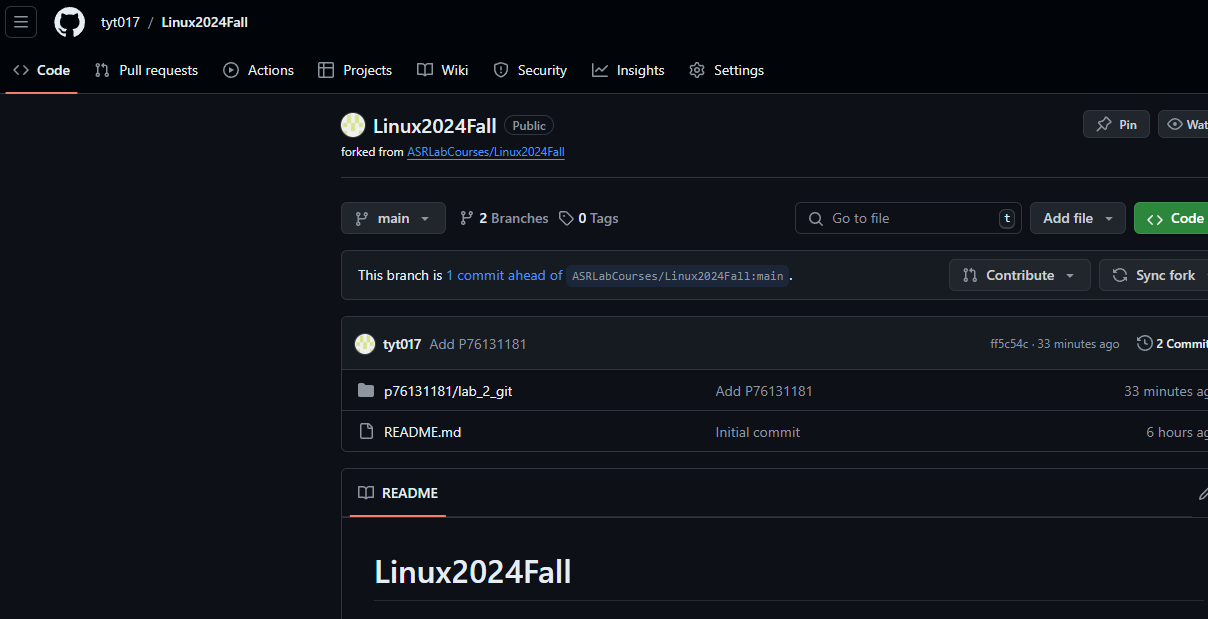 tyt017 / Linux2024Fall
Code Pull requests Actions Projects Wiki Security Insights Settings
Linux2024Fall Public Pin Wat
forked from ASRLabCourses/Linux2024Fall
main 2 Branches 0 Tags Go to file t Add file Code
This branch is 1 commit ahead of ASRLabCourses/Linux2024Fall:main . Contribute Sync fork
tyt017 Add P76131181 ff5c54c · 33 minutes ago 2 Commit
p76131181/lab_2_git Add P76131181 33 minutes ag
README.md Initial commit 6 hours ag
README
Linux2024Fall